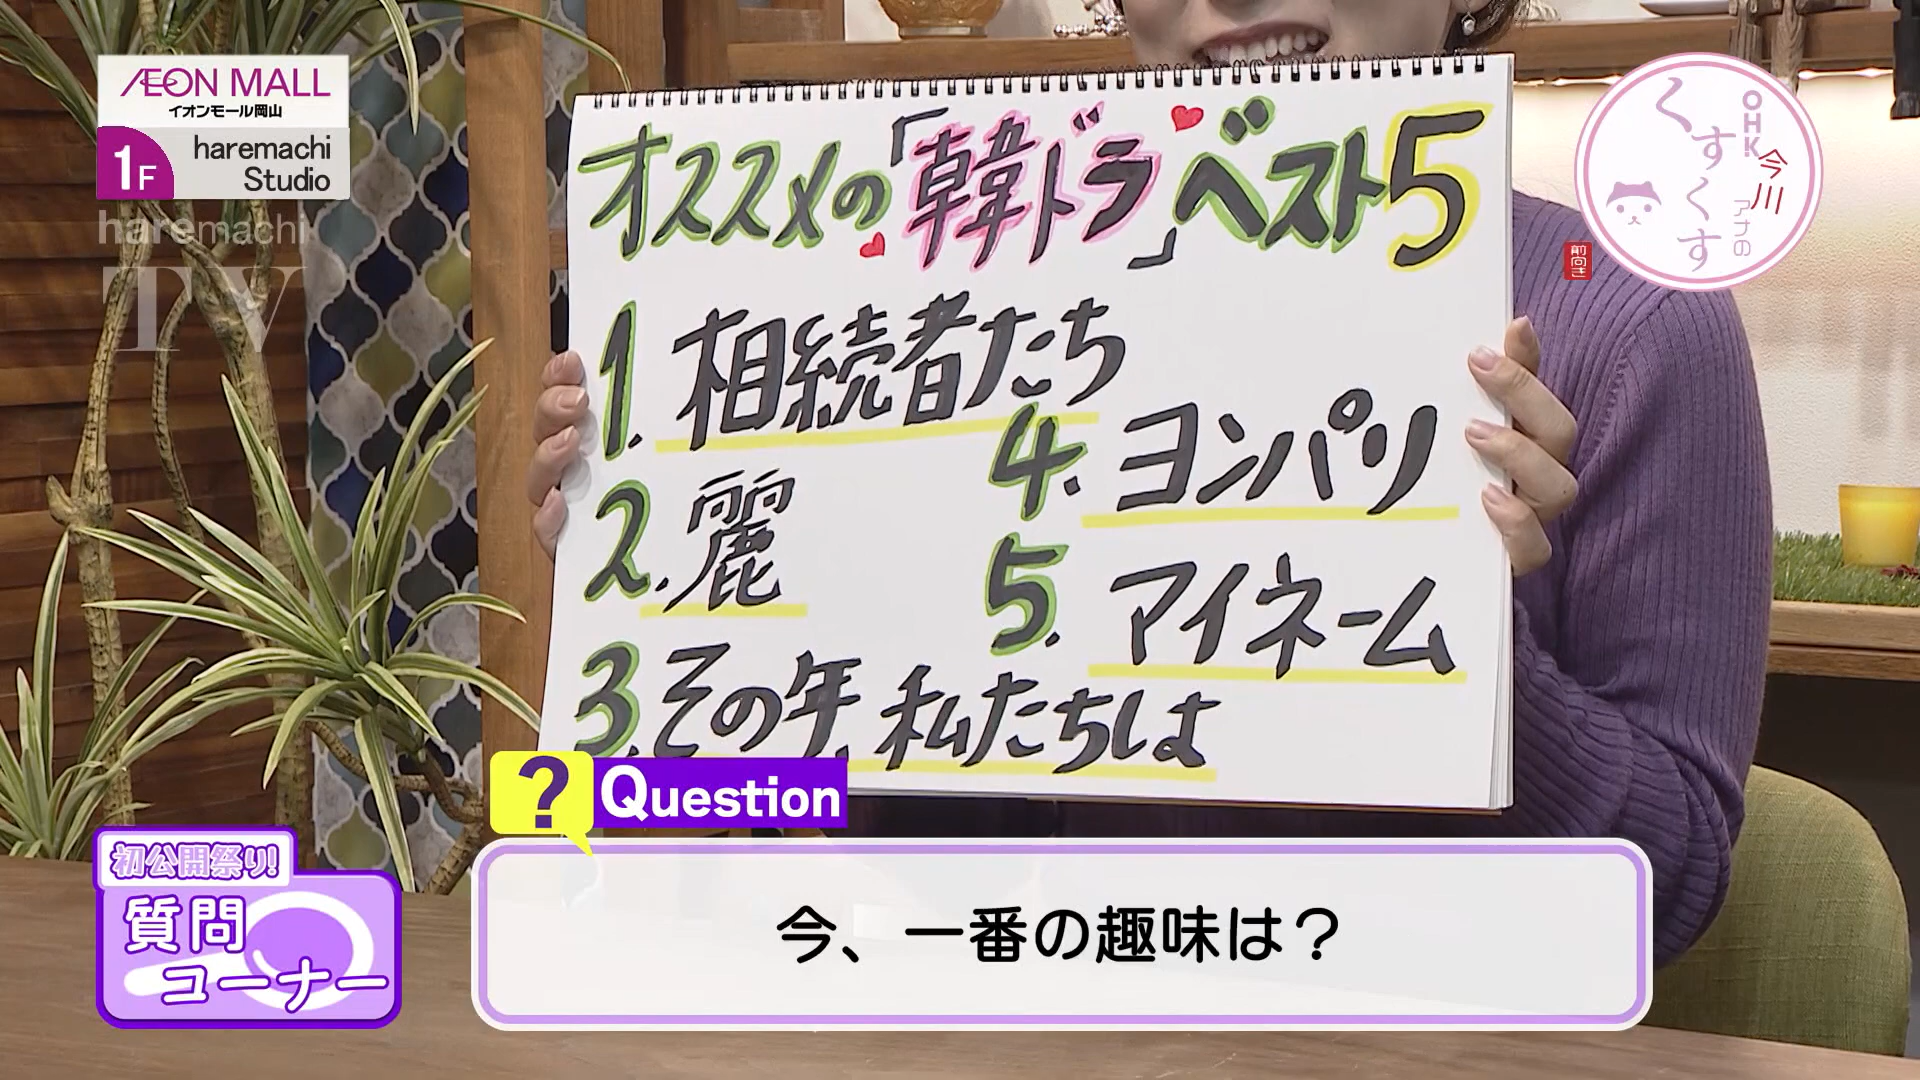 ÆON MALL
イオンモール岡山
1F
haremachi
Studio
haremachi
TV
オススメの「韓ドラ」ベスト5
1. 相続者たち
2. 麗
3. その年、私たちは
4. ヨンパリ
5. マイネーム
OHK
今川
アナの
くすくす
前向き
? Question
今、一番の趣味は?
初公開祭り!
質問
コーナー